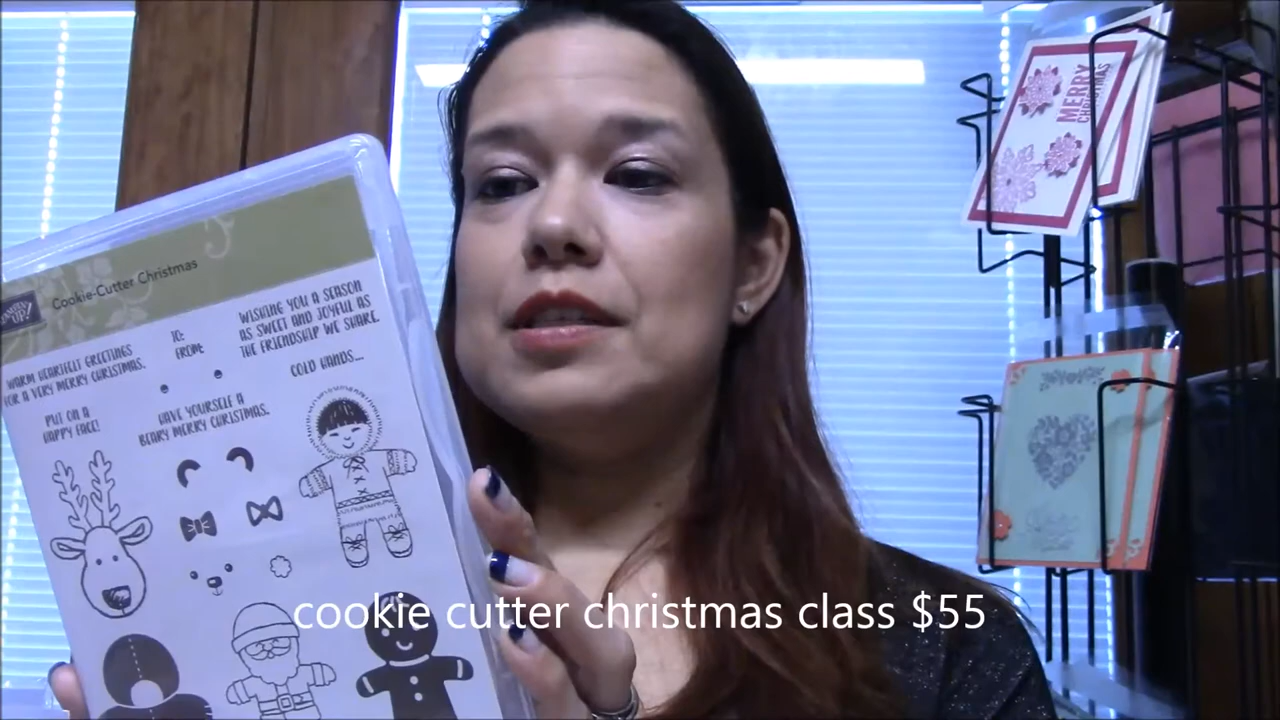 Cookie-Cutter Christmas
WISHING YOU A SEASON
AS SWEET AND JOYFUL AS
THE FRIENDSHIP WE SHARE.
TO:
FROM:
WARM HEARTFELT GREETINGS
FOR A VERY MERRY CHRISTMAS.
COLD HANDS...
PUT ON A
HAPPY FACE!
HAVE YOURSELF A
BEARY MERRY CHRISTMAS.
MERRY
CHRISTMAS
cookie cutter christmas class $55